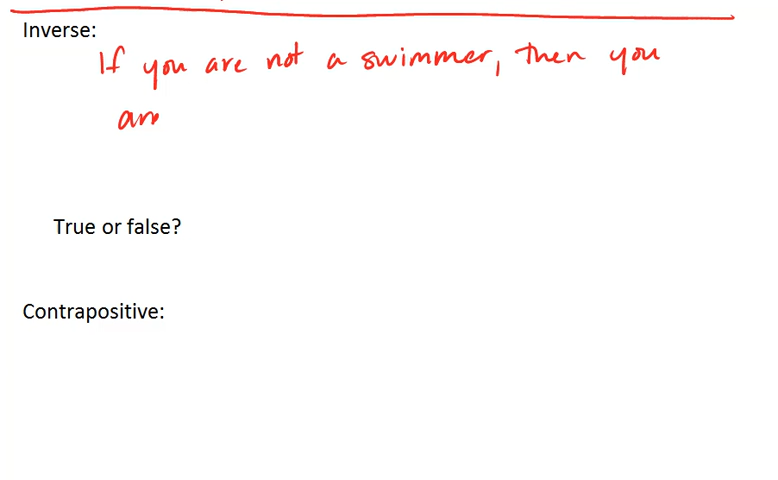 Inverse:
If you are not a swimmer, then you
are
True or false?
Contrapositive: